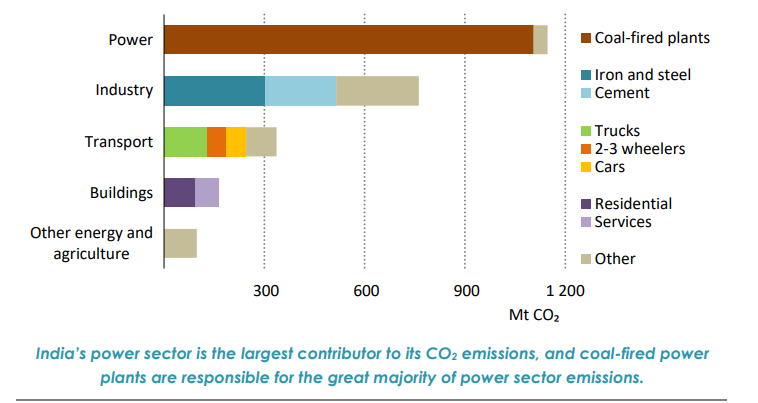 Power
Industry
Transport
Buildings
Other energy and
agriculture
300
600
900
1 200
Mt CO₂
Coal-fired plants
Iron and steel
Cement
Trucks
2-3 wheelers
Cars
Residential
Services
Other
India’s power sector is the largest contributor to its CO₂ emissions, and coal-fired power
plants are responsible for the great majority of power sector emissions.